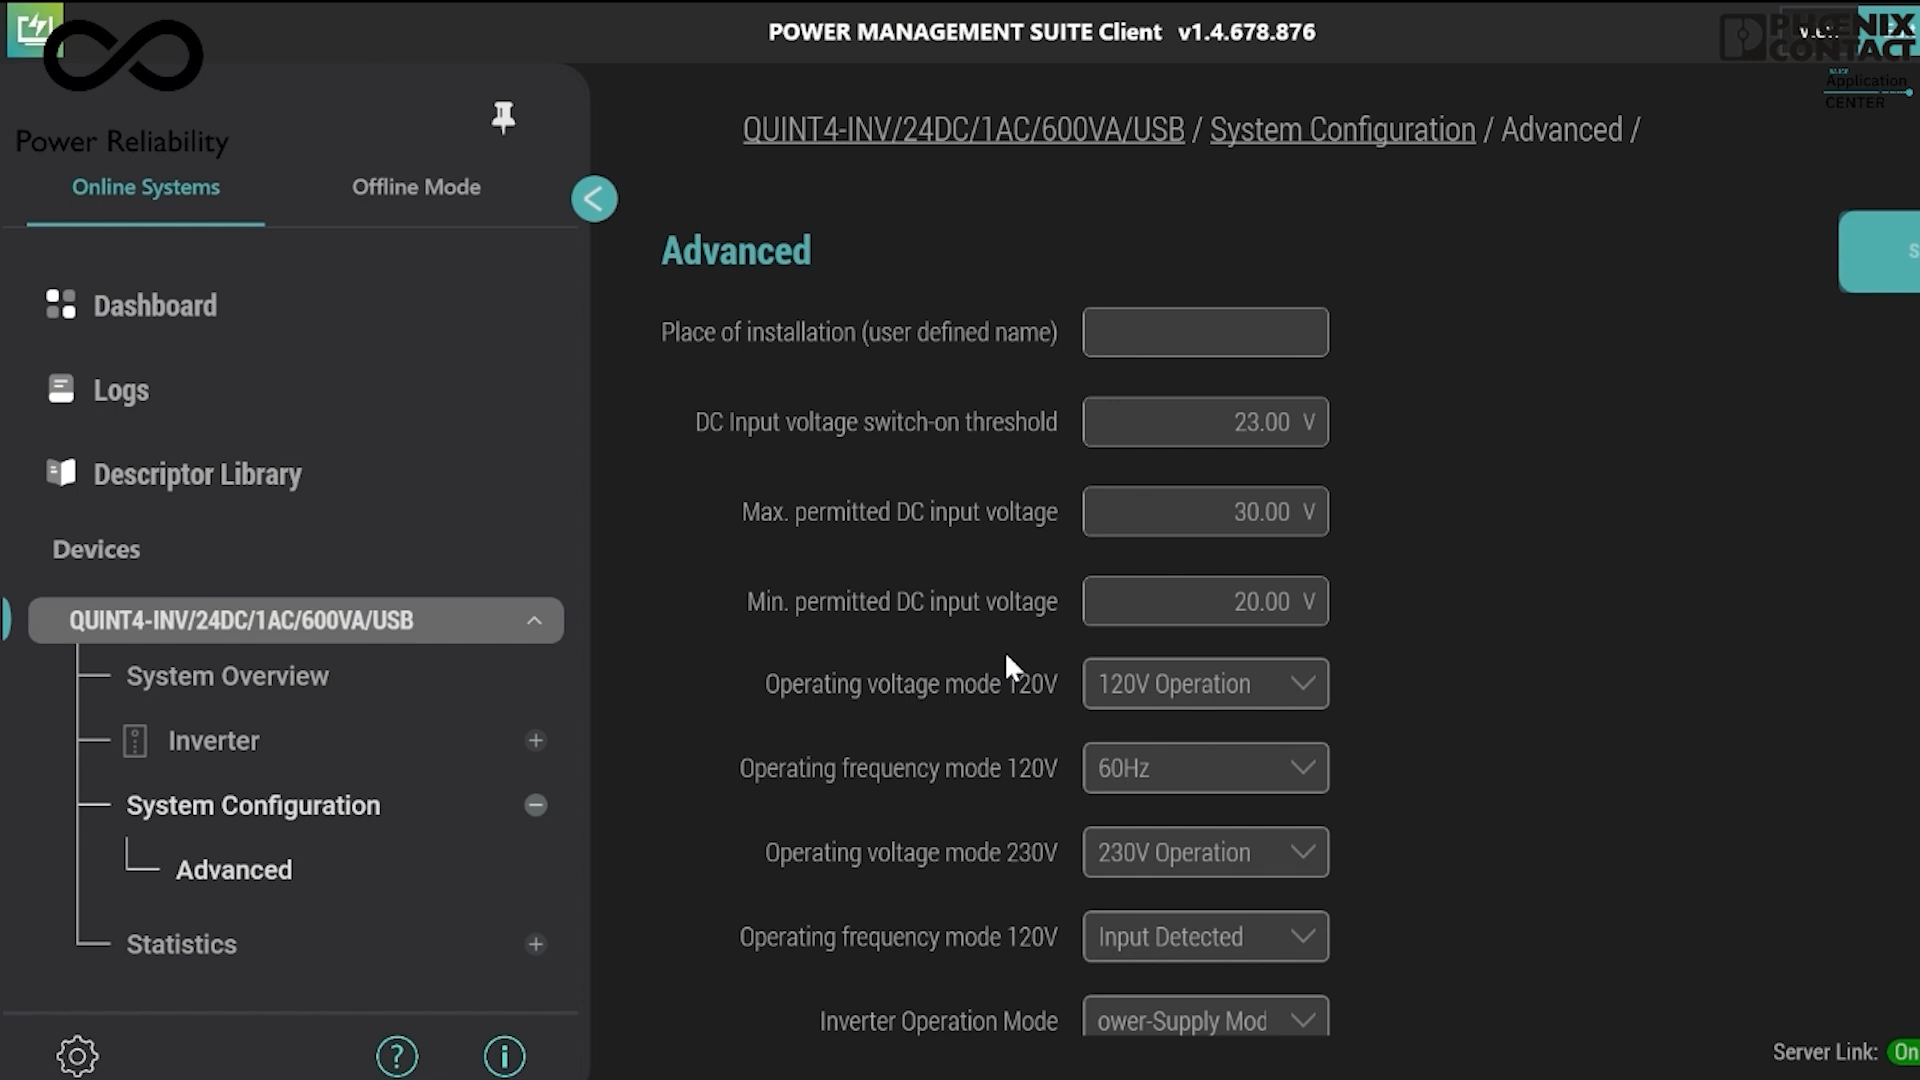 POWER MANAGEMENT SUITE Client v1.4.678.876
PHOENIX CONTACT
Application
CENTER
Power Reliability
Online Systems
Offline Mode
QUINT4-INV/24DC/1AC/600VA/USB / System Configuration / Advanced /
Advanced
Dashboard
Logs
Descriptor Library
Devices
QUINT4-INV/24DC/1AC/600VA/USB
System Overview
Inverter
System Configuration
Advanced
Statistics
Place of installation (user defined name)
DC Input voltage switch-on threshold 23.00 V
Max. permitted DC input voltage 30.00 V
Min. permitted DC input voltage 20.00 V
Operating voltage mode 120V 120V Operation
Operating frequency mode 120V 60Hz
Operating voltage mode 230V 230V Operation
Operating frequency mode 120V Input Detected
Inverter Operation Mode ower-Supply Mod
Server Link: On